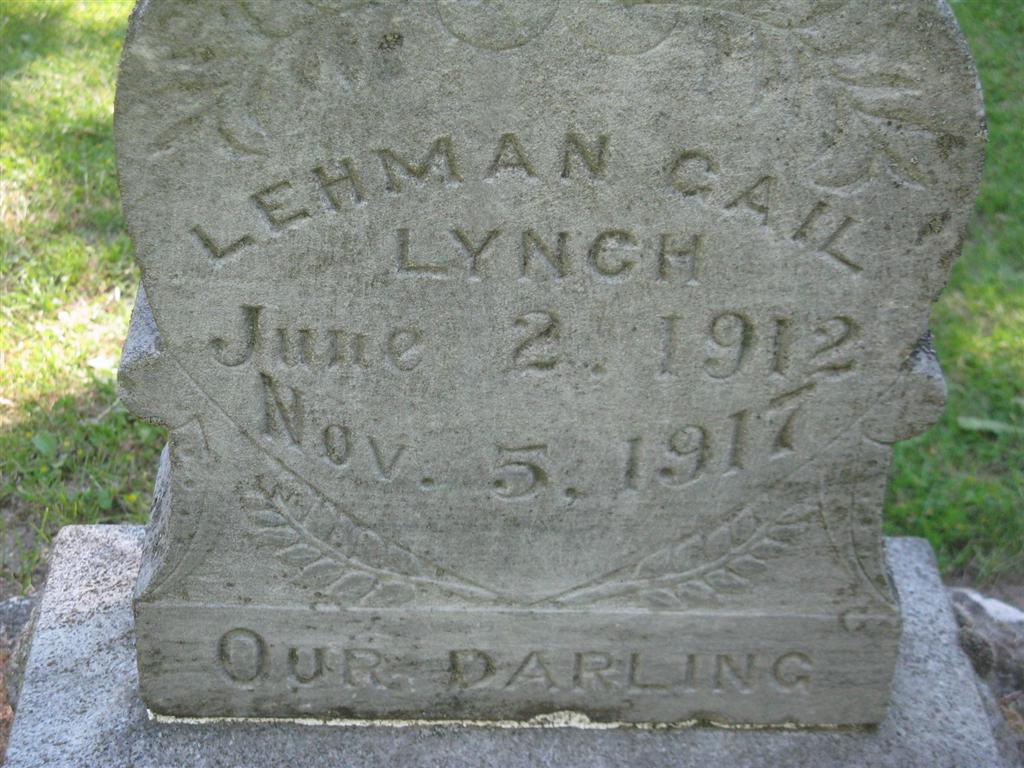 LEHMAN GAIL
LYNCH
June 2, 1912
Nov. 5, 1917
OUR DARLING